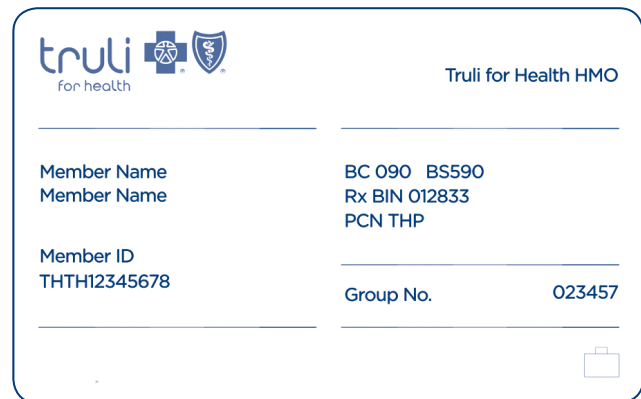 truli
for health
Truli for Health HMO
Member Name
Member Name
Member ID
THTH12345678
BC 090 BS590
Rx BIN 012833
PCN THP
Group No. 023457